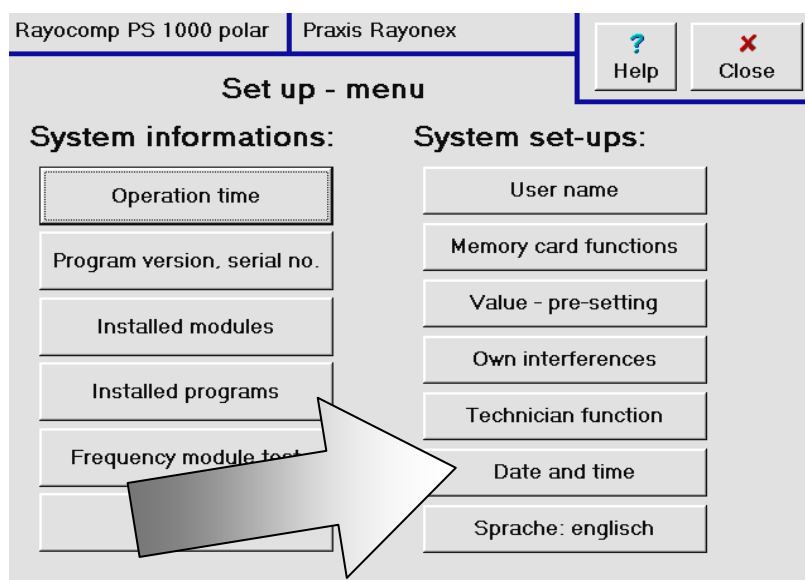 Rayocomp PS 1000 polar
Praxis Rayonex
? Help
X Close
Set up - menu
System informations:
Operation time
Program version, serial no.
Installed modules
Installed programs
Frequency module
System set-ups:
User name
Memory card functions
Value - pre-setting
Own interferences
Technician function
Date and time
Sprache: englisch